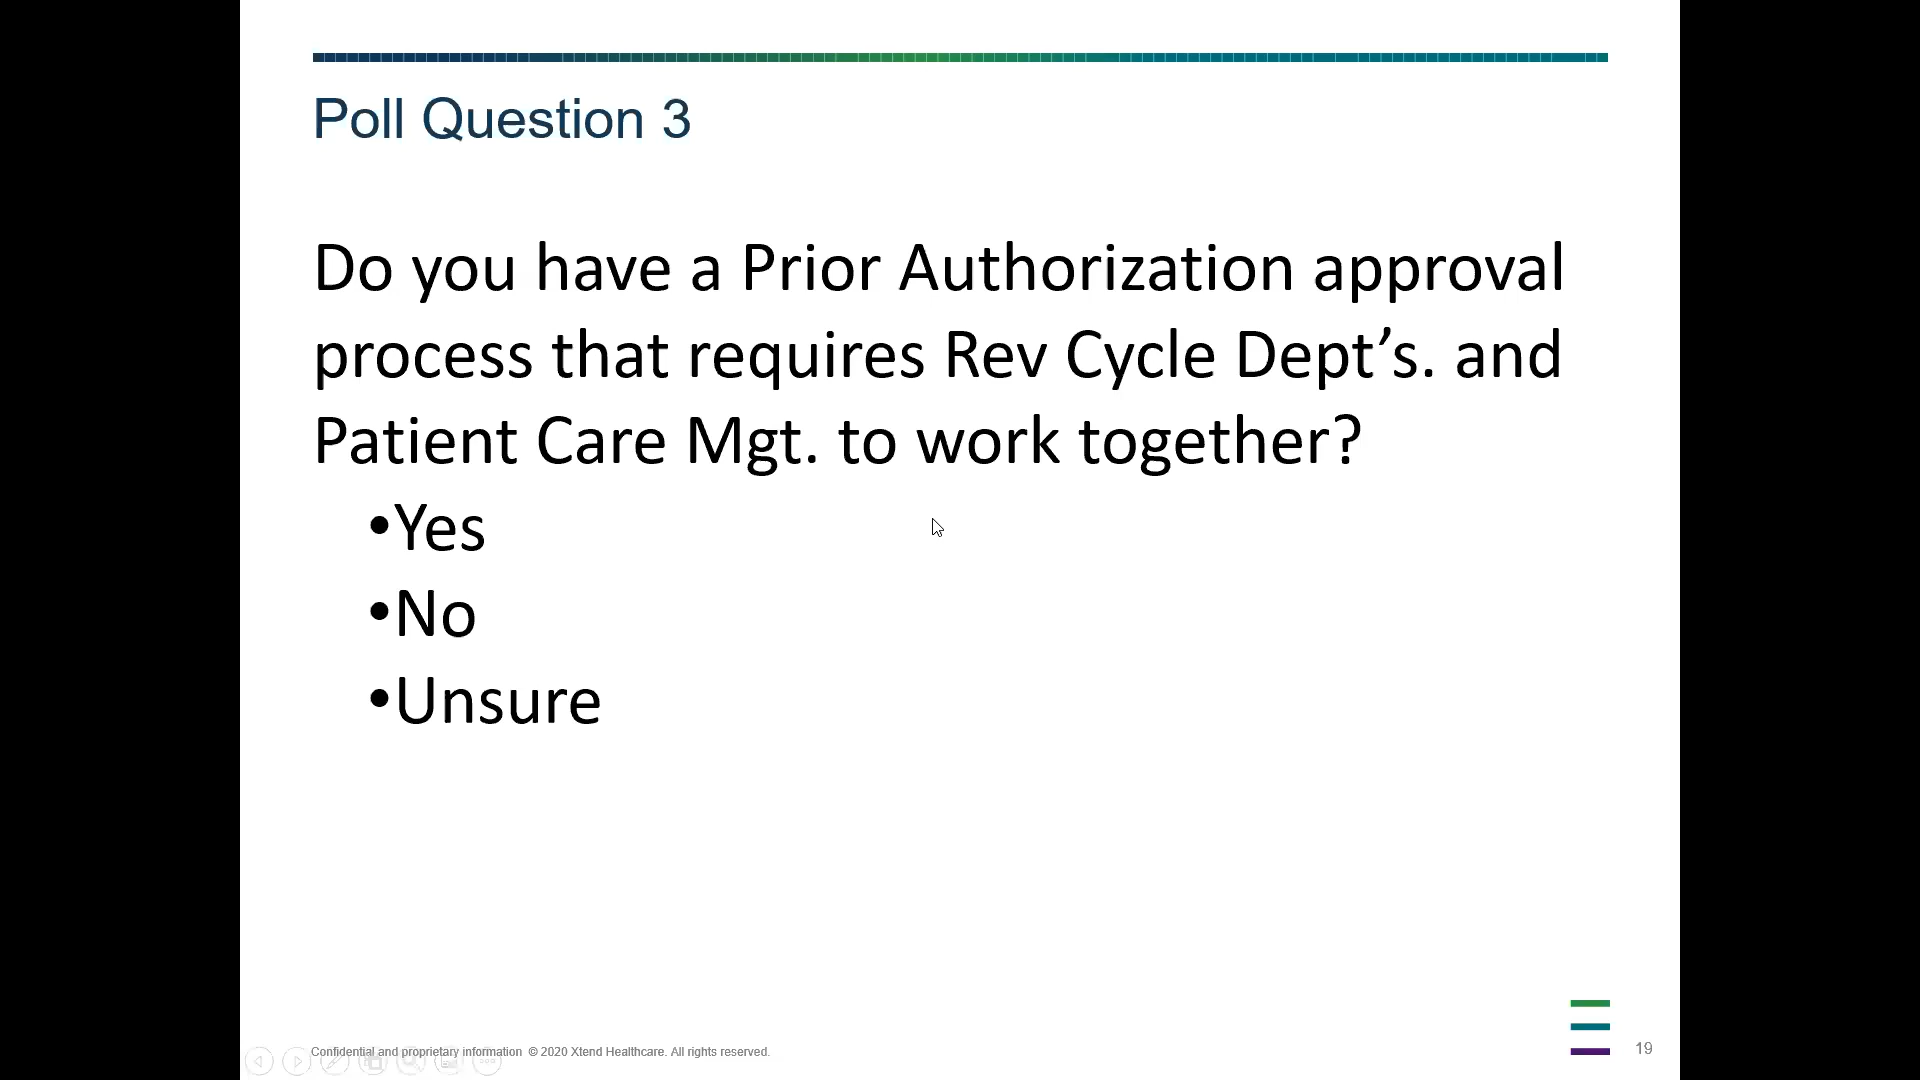 Poll Question 3
Do you have a Prior Authorization approval
process that requires Rev Cycle Dept’s. and
Patient Care Mgt. to work together?
•Yes
•No
•Unsure
Confidential and proprietary information © 2020 Xtend Healthcare. All rights reserved.
19